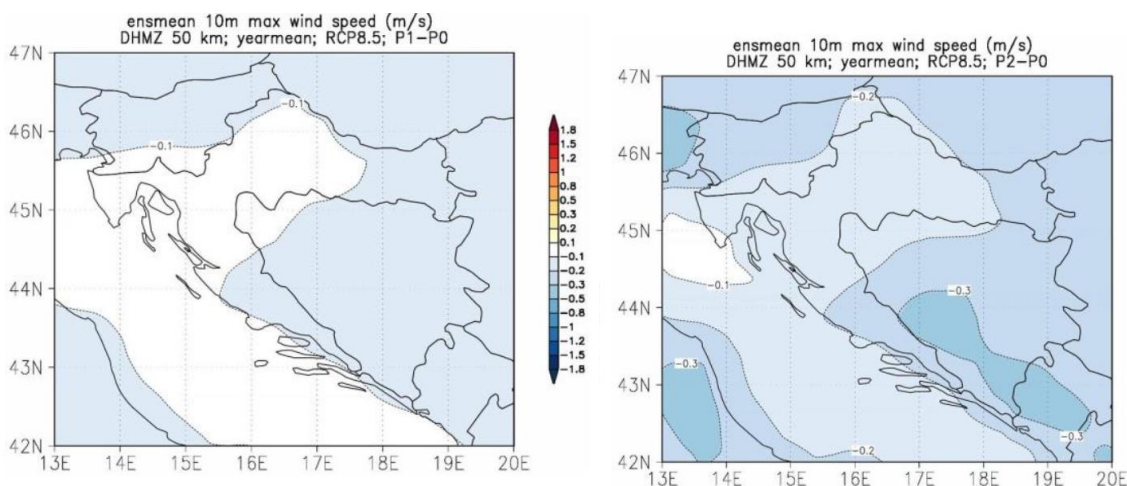 ensmean 10m max wind speed (m/s)
DHMZ 50 km; yearmean; RCP8.5; P1-P0
47N
46N
45N
44N
43N
42N
13E 14E 15E 16E 17E 18E 19E 20E
-0.1
-0.1
1.8
1.5
1.2
1
0.8
0.5
0.3
0.2
0.1
-0.1
-0.2
-0.3
-0.5
-0.8
-1
-1.2
-1.5
-1.8
ensmean 10m max wind speed (m/s)
DHMZ 50 km; yearmean; RCP8.5; P2-P0
47N
46N
45N
44N
43N
42N
13E 14E 15E 16E 17E 18E 19E 20E
-0.2
-0.1
-0.3
-0.3
-0.3
-0.2